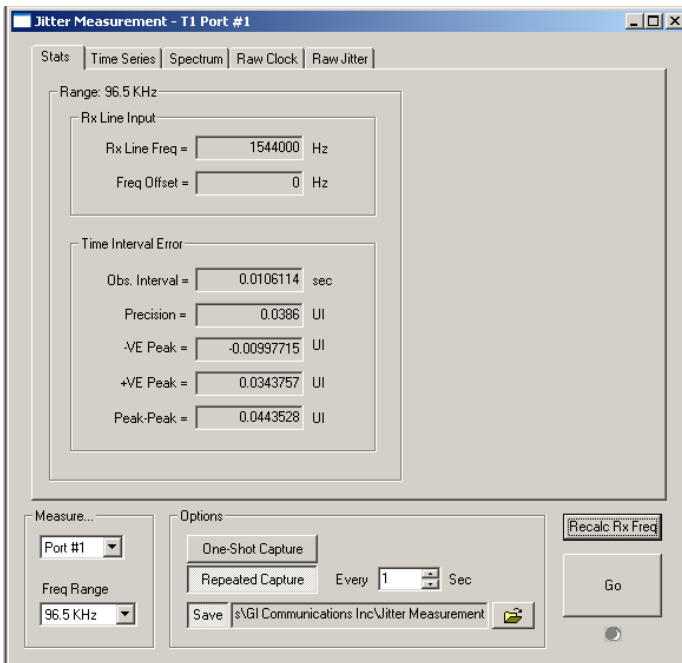 Jitter Measurement - T1 Port #1
Stats Time Series Spectrum Raw Clock Raw Jitter
Range: 96.5 KHz
Rx Line Input
Rx Line Freq = 1544000 Hz
Freq Offset = 0 Hz
Time Interval Error
Obs. Interval = 0.0106114 sec
Precision = 0.0386 UI
-VE Peak = -0.00997715 UI
+VE Peak = 0.0343757 UI
Peak-Peak = 0.0443528 UI
Measure...
Port #1
Freq Range
96.5 KHz
Options
One-Shot Capture
Repeated Capture Every 1 Sec
Save s\Gl Communications Inc\Jitter Measurement
Recalc Rx Freq
Go